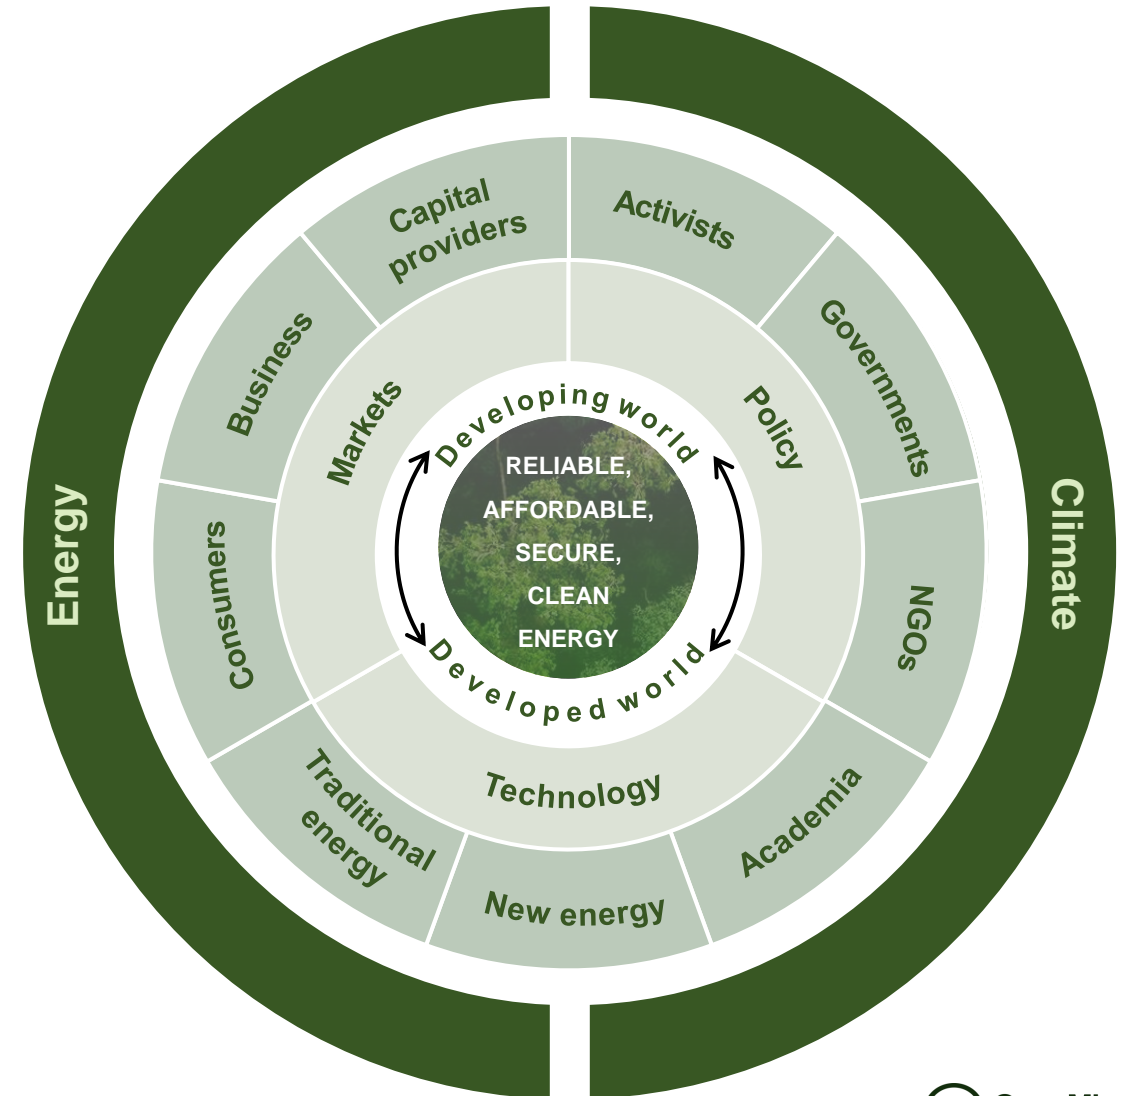 Energy
Climate
Capital
providers
Activists
Governments
NGOs
Academia
New energy
Traditional
energy
Consumers
Business
Markets
Policy
Technology
Developing world
RELIABLE,
AFFORDABLE,
SECURE,
CLEAN
ENERGY
Developed world